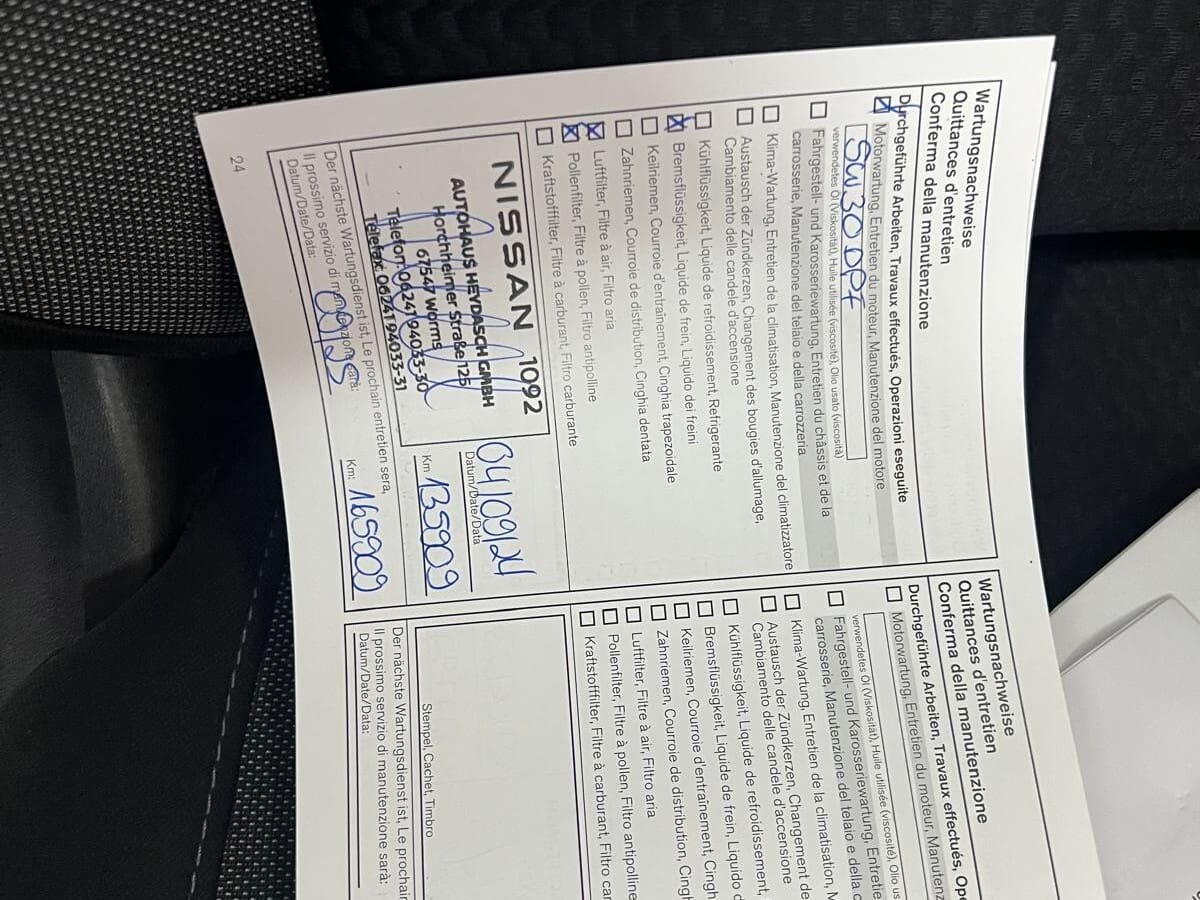 Wartungsnachweise
Quittances d'entretien
Conferma della manutenzione
Durchgeführte Arbeiten, Travaux effectués, Operazioni eseguite
Motorwartung, Entretien du moteur, Manutenzione del motore
5W30 DPF
verwendetes Öl (Viskosität), Huile utilisée (viscosité), Olio usato (viscosità)
Fahrgestell- und Karosseriewartung, Entretien du châssis et de la
carrosserie, Manutenzione del telaio e della carrozzeria
Klima-Wartung, Entretien de la climatisation, Manutenzione del climatizzatore
Austausch der Zündkerzen, Changement des bougies d'allumage,
Cambiamento delle candele d'accensione
Kühlflüssigkeit, Liquide de refroidissement, Refrigerante
Bremsflüssigkeit, Liquide de frein, Liquido dei freini
Keilriemen, Courroie d'entraînement, Cinghia trapezoidale
Zahnriemen, Courroie de distribution, Cinghia dentata
Luftfilter, Filtre à air, Filtro aria
Pollenfilter, Filtre à pollen, Filtro antipolline
Kraftstofffilter, Filtre à carburant, Filtro carburante
NISSAN 1092
AUTOHAUS HEYDASCH GMBH
Horchheimer Straße 125
67547 Worms
Telefon 06241 94033-30
Telefax 06241 94033-31
04/09/24
Datum/Date/Data
Km 135909
Der nächste Wartungsdienst ist, Le prochain entretien sera,
Il prossimo servizio di manutenzione sarà:
Datum/Date/Data: 09/25
Km: 165909
24
Wartungsnachweise
Quittances d'entretien
Conferma della manutenzione
Durchgeführte Arbeiten, Travaux effectués, Ope
Motorwartung, Entretien du moteur, Manutenz
verwendetes Öl (Viskosität), Huile utilisée (viscosité), Olio us
Fahrgestell- und Karosseriewartung, Entretie
carrosserie, Manutenzione del telaio e della c
Klima-Wartung, Entretien de la climatisation, M
Austausch der Zündkerzen, Changement de
Cambiamento delle candele d'accensione
Kühlflüssigkeit, Liquide de refroidissement,
Bremsflüssigkeit, Liquide de frein, Liquido d
Keilriemen, Courroie d'entraînement, Cingh
Zahnriemen, Courroie de distribution, Cingh
Luftfilter, Filtre à air, Filtro aria
Pollenfilter, Filtre à pollen, Filtro antipolline
Kraftstofffilter, Filtre à carburant, Filtro car
Stempel, Cachet, Timbro
Der nächste Wartungsdienst ist, Le prochain
Il prossimo servizio di manutenzione sarà:
Datum/Date/Data: